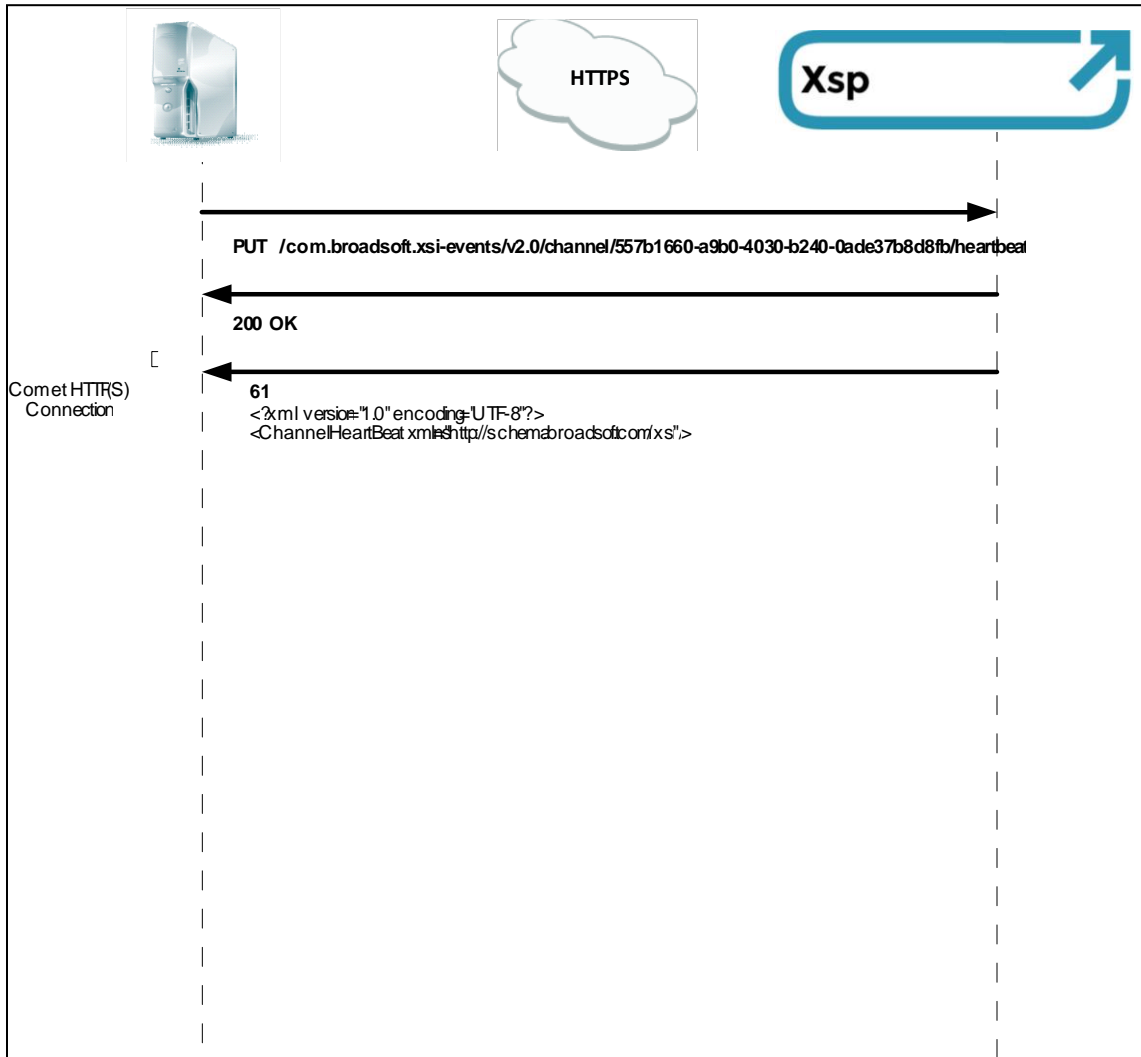 HTTPS
Xsp
PUT /com.broadsoft.xsi-events/v2.0/channel/557b1660-a9b0-4030-b240-0ade37b8d8fb/heartbeat
200 OK
Comet HTTP(S)
Connection
61
<?xml version="1.0" encoding="UTF-8"?>
<ChannelHeartBeat xmlns="http://schema.broadsoft.com/xsi"/>